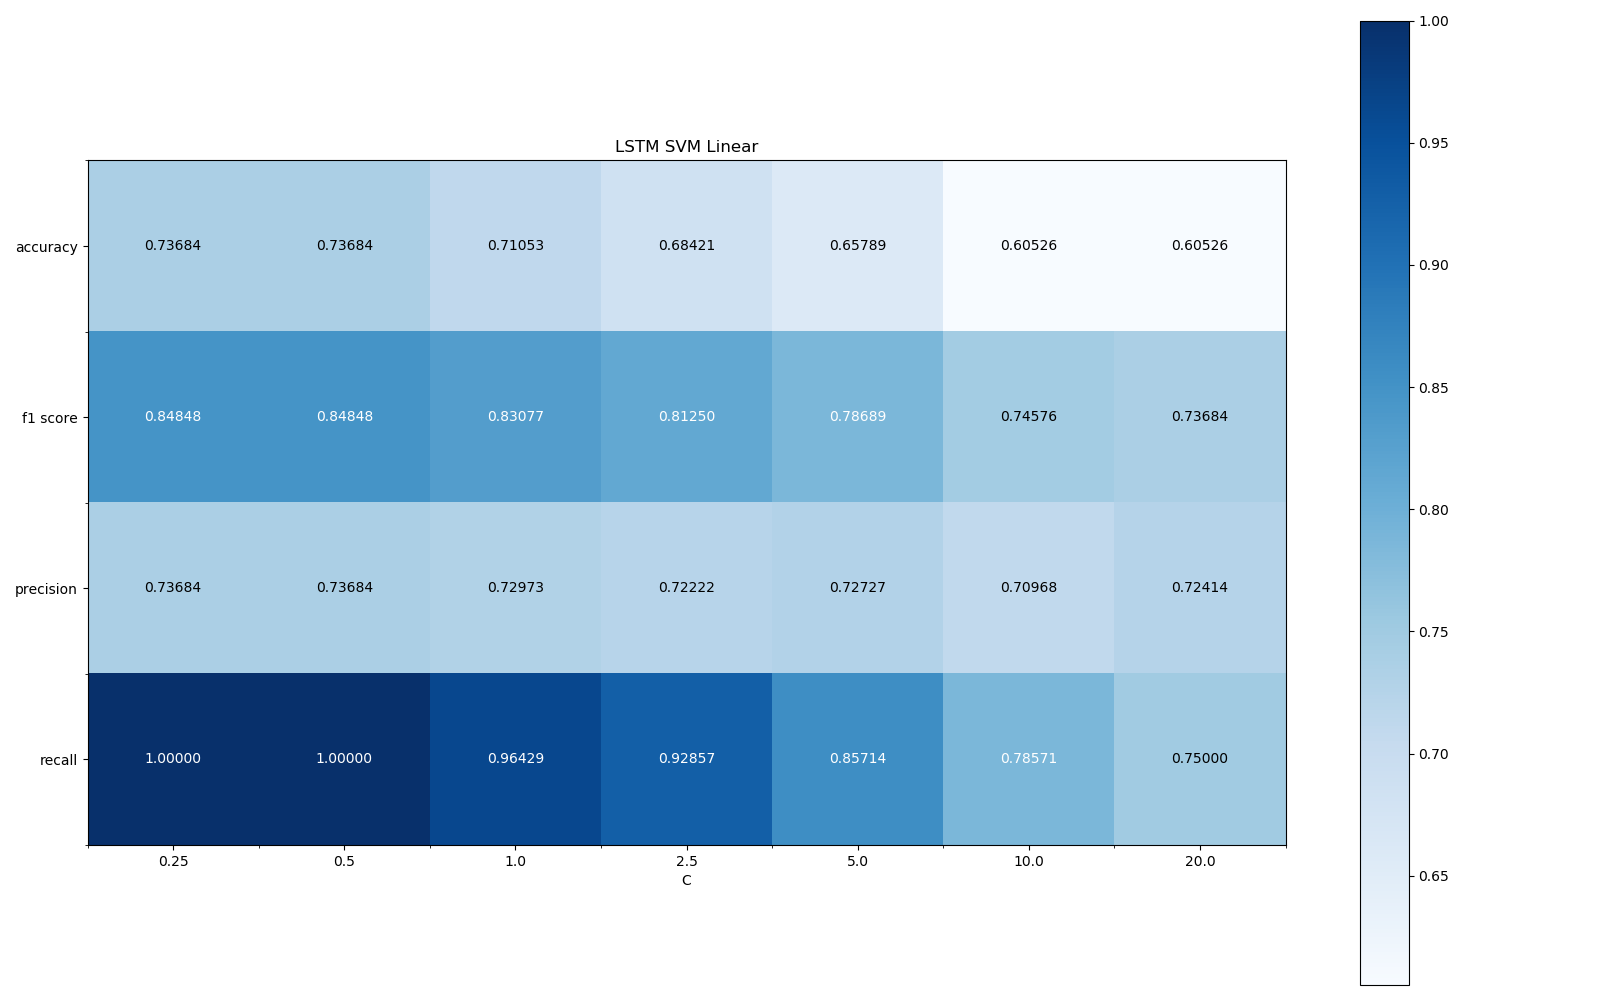 LSTM SVM Linear
accuracy 0.73684 0.73684 0.71053 0.68421 0.65789 0.60526 0.60526
f1 score 0.84848 0.84848 0.83077 0.81250 0.78689 0.74576 0.73684
precision 0.73684 0.73684 0.72973 0.72222 0.72727 0.70968 0.72414
recall 1.00000 1.00000 0.96429 0.92857 0.85714 0.78571 0.75000
0.25 0.5 1.0 2.5 5.0 10.0 20.0
C
1.00
0.95
0.90
0.85
0.80
0.75
0.70
0.65